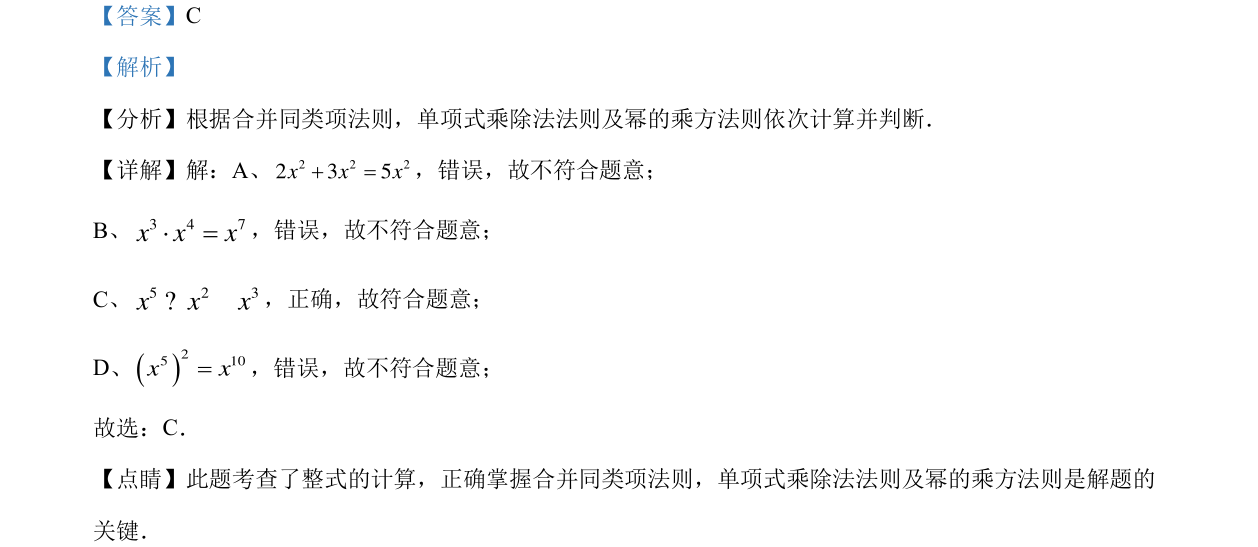 【答案】C
【解析】
【分析】根据合并同类项法则，单项式乘除法法则及幂的乘方法则依次计算并判断．
【详解】解：A、2x²+3x²=5x²，错误，故不符合题意；
B、x³·x⁴=x⁷，错误，故不符合题意；
C、x⁵ ? x² x³，正确，故符合题意；
D、(x⁵)²=x¹⁰，错误，故不符合题意；
故选：C．
【点睛】此题考查了整式的计算，正确掌握合并同类项法则，单项式乘除法法则及幂的乘方法则是解题的
关键．